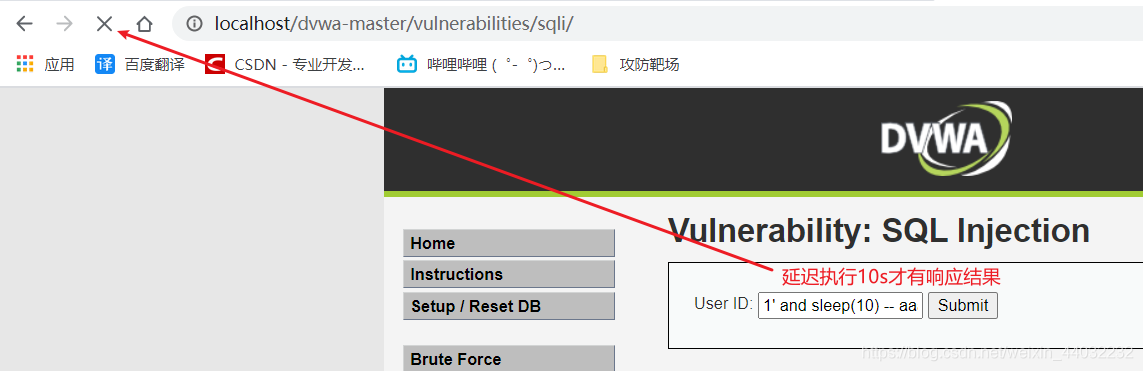 localhost/dvwa-master/vulnerabilities/sqli/
应用 百度翻译 CSDN - 专业开发... 哔哩哔哩 ( ゜- ゜)つ... 攻防靶场
译 C
DVWA
Vulnerability: SQL Injection
Home
Instructions
Setup / Reset DB
Brute Force
延迟执行10s才有响应结果
User ID: 1' and sleep(10) -- aa Submit
https://blog.csdn.net/weixin_44032232